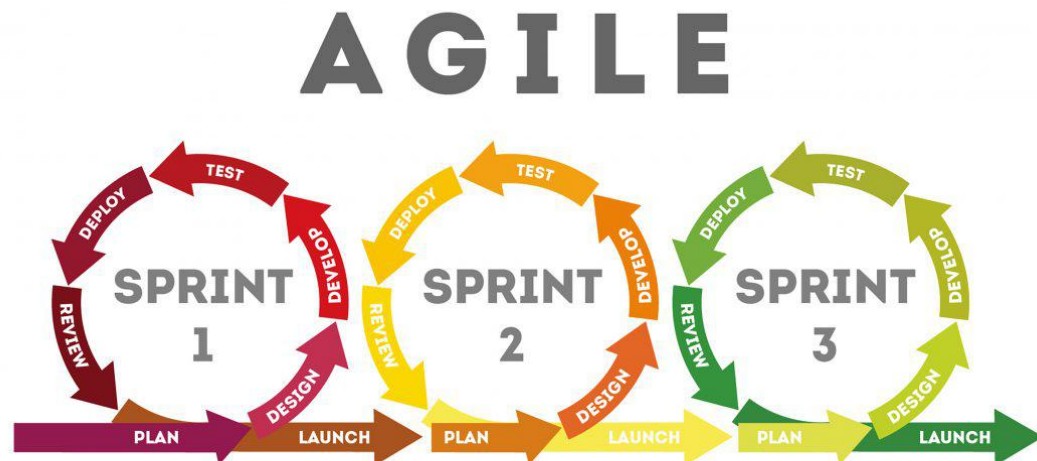 AGILE
TEST
DEPLOY
DEVELOP
REVIEW
DESIGN
SPRINT
1
PLAN
LAUNCH
TEST
DEPLOY
DEVELOP
REVIEW
DESIGN
SPRINT
2
PLAN
LAUNCH
TEST
DEPLOY
DEVELOP
REVIEW
DESIGN
SPRINT
3
PLAN
LAUNCH